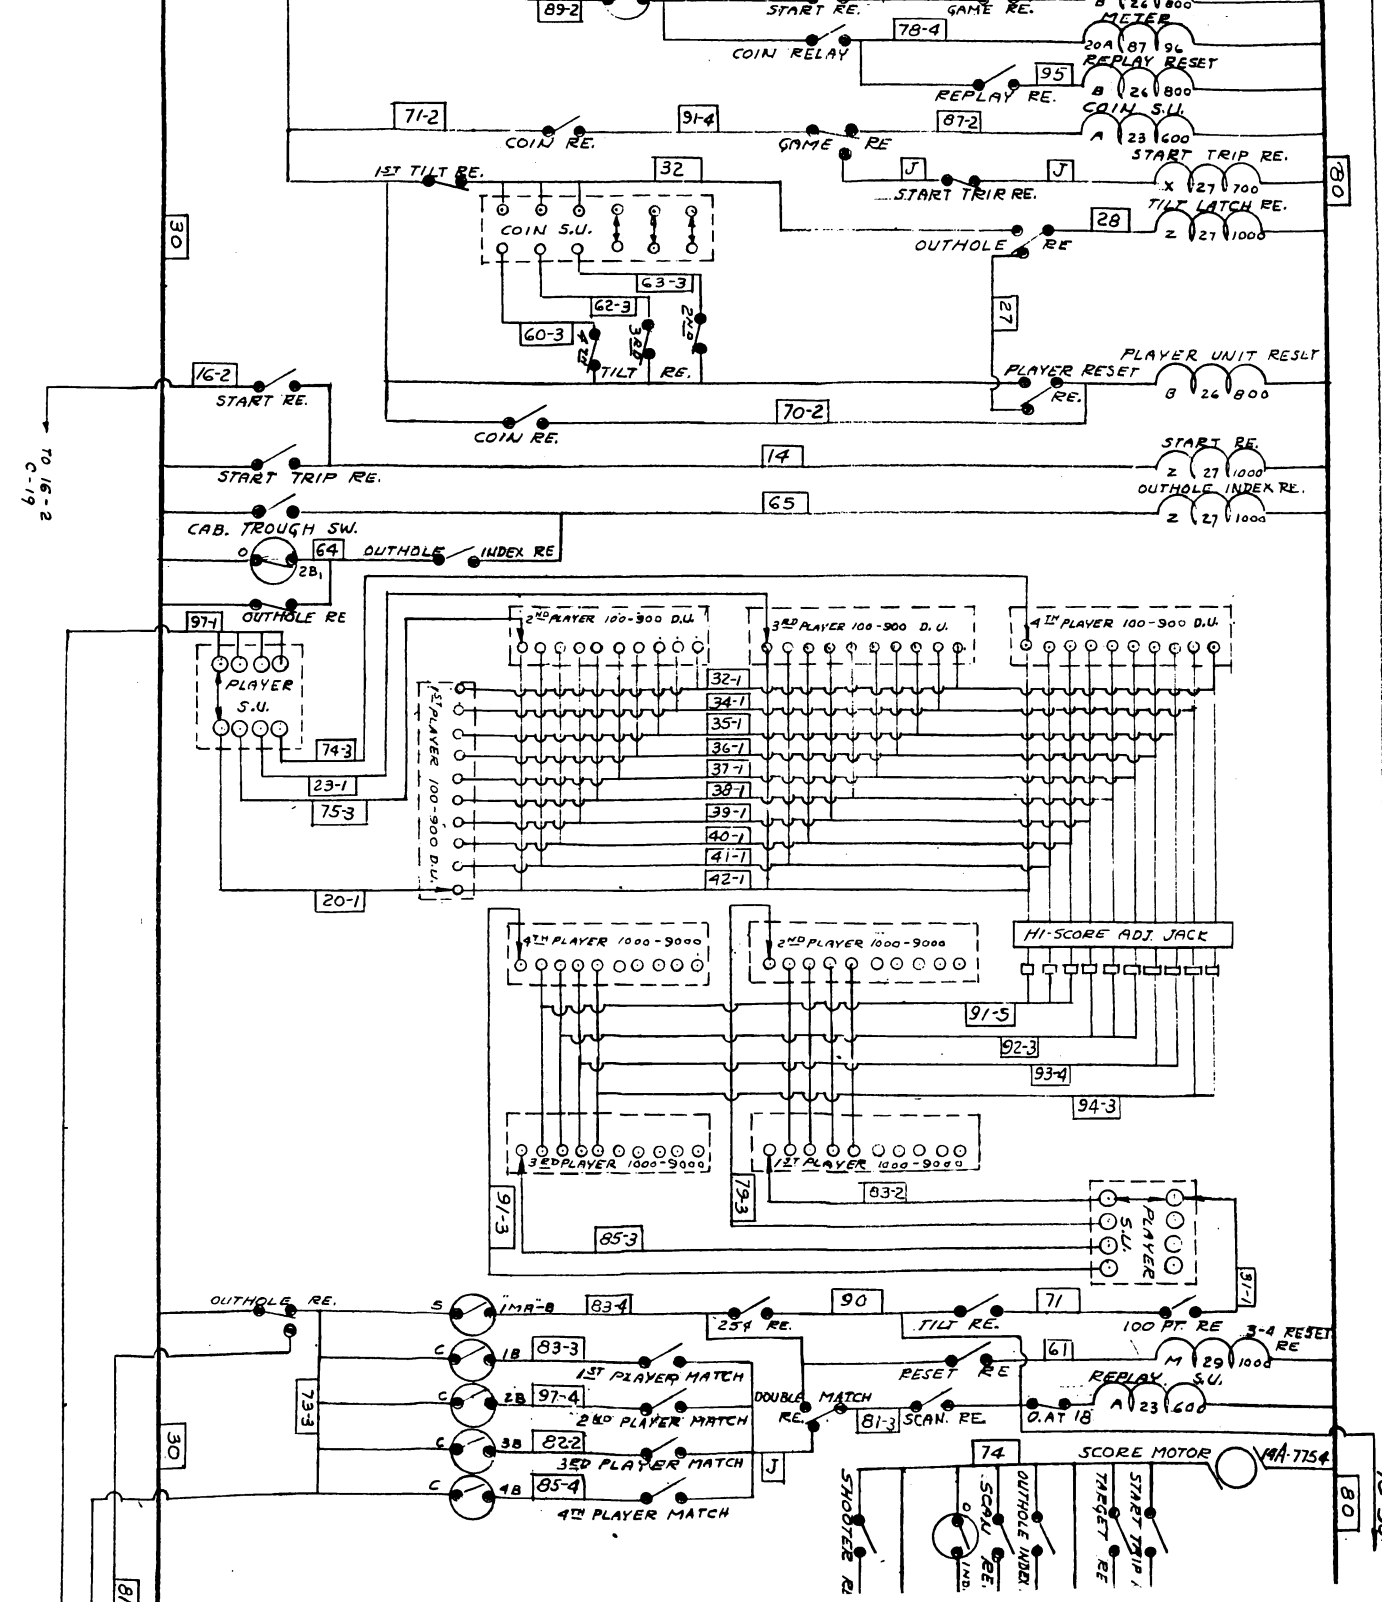 89-2
START RE.
GAME RE.
B 26 800
METER
COIN RELAY
78-4
20A 87 96
REPLAY RESET
REPLAY RE.
95
B 26 800
COIN S.U.
71-2
COIN RE.
91-4
GAME RE
87-2
A 23 600
START TRIP RE.
1ST TILT RE.
32
J
START TRIP RE.
J
X 27 700
80
TILT LATCH RE.
30
COIN S.U.
OUTHOLE RE
28
Z 27 1000
63-3
62-3
60-3
4TH
3RD
2ND
TILT RE.
27
16-2
START RE.
PLAYER RESET
RE.
PLAYER UNIT RESET
B 26 800
COIN RE.
70-2
TO 16-2
C-19
START TRIP RE.
14
START RE.
Z 27 1000
CAB. TROUGH SW.
65
OUTHOLE INDEX RE.
Z 27 1000
O
64
2B1
OUTHOLE INDEX RE
OUTHOLE RE
97-1
PLAYER
S.U.
74-3
23-1
75-3
20-1
2ND PLAYER 100-900 D.U.
3RD PLAYER 100-900 D.U.
4TH PLAYER 100-900 D.U.
1ST PLAYER 100-900 D.U.
32-1
34-1
35-1
36-1
37-1
38-1
39-1
40-1
41-1
42-1
4TH PLAYER 1000-9000
2ND PLAYER 1000-9000
HI-SCORE ADJ. JACK
91-5
92-3
93-4
94-3
3RD PLAYER 1000-9000
1ST PLAYER 1000-9000
91-3
79-3
83-2
85-3
PLAYER
S.U.
31-1
OUTHOLE RE.
S
1MA-8
83-4
25¢ RE.
90
TILT RE.
71
100 PT. RE
3-4 RESET
RE
C
1B
83-3
1ST PLAYER MATCH
RESET RE
61
M 29 1000
73-3
C
2B
97-4
2ND PLAYER MATCH
DOUBLE MATCH
RE.
81-3
SCAN. RE.
O. AT 18
REPLAY S.U.
A 23 600
30
C
3B
82-2
3RD PLAYER MATCH
J
C
4B
85-4
4TH PLAYER MATCH
74
SCORE MOTOR
14A-7754
80
SHOOTER RE
O
IND.
SCAN RE.
OUTHOLE INDEX
TARGET RE
START TRIP